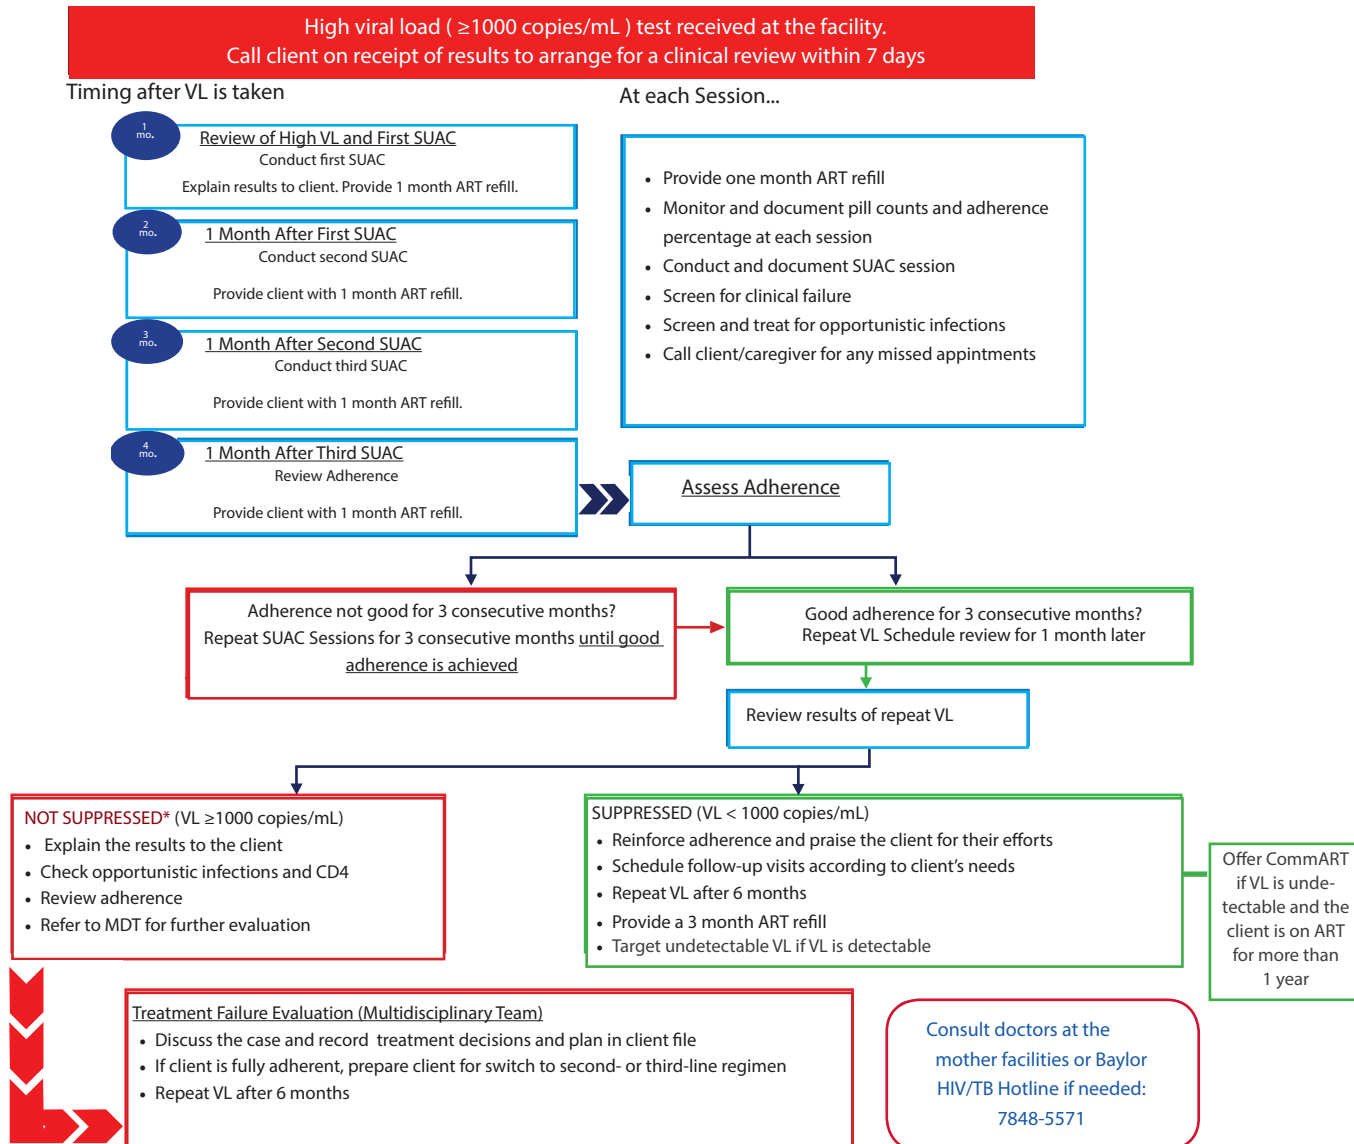 High viral load ( ≥1000 copies/mL ) test received at the facility.
Call client on receipt of results to arrange for a clinical review within 7 days
Timing after VL is taken
1
mo.
Review of High VL and First SUAC
Conduct first SUAC
Explain results to client. Provide 1 month ART refill.
2
mo.
1 Month After First SUAC
Conduct second SUAC
Provide client with 1 month ART refill.
3
mo.
1 Month After Second SUAC
Conduct third SUAC
Provide client with 1 month ART refill.
4
mo.
1 Month After Third SUAC
Review Adherence
Provide client with 1 month ART refill.
At each Session...
• Provide one month ART refill
• Monitor and document pill counts and adherence
percentage at each session
• Conduct and document SUAC session
• Screen for clinical failure
• Screen and treat for opportunistic infections
• Call client/caregiver for any missed appintments
Assess Adherence
Adherence not good for 3 consecutive months?
Repeat SUAC Sessions for 3 consecutive months until good
adherence is achieved
Good adherence for 3 consecutive months?
Repeat VL Schedule review for 1 month later
Review results of repeat VL
NOT SUPPRESSED* (VL ≥1000 copies/mL)
• Explain the results to the client
• Check opportunistic infections and CD4
• Review adherence
• Refer to MDT for further evaluation
SUPPRESSED (VL < 1000 copies/mL)
• Reinforce adherence and praise the client for their efforts
• Schedule follow-up visits according to client's needs
• Repeat VL after 6 months
• Provide a 3 month ART refill
• Target undetectable VL if VL is detectable
Offer CommART
if VL is unde-
tectable and the
client is on ART
for more than
1 year
Treatment Failure Evaluation (Multidisciplinary Team)
• Discuss the case and record treatment decisions and plan in client file
• If client is fully adherent, prepare client for switch to second- or third-line regimen
• Repeat VL after 6 months
Consult doctors at the
mother facilities or Baylor
HIV/TB Hotline if needed:
7848-5571